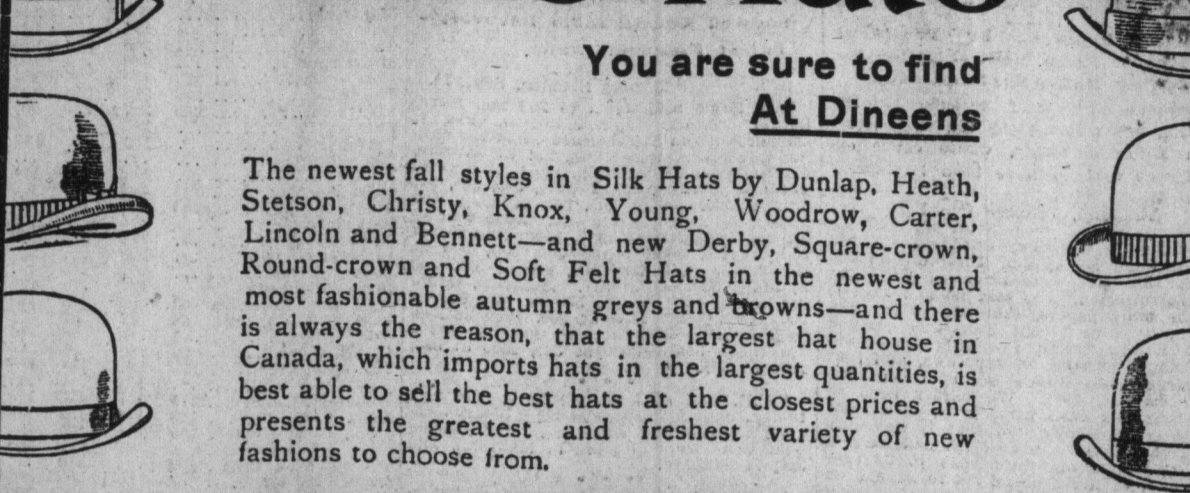 You are sure to find
At Dineens
The newest fall styles in Silk Hats by Dunlap, Heath,
Stetson, Christy, Knox, Young, Woodrow, Carter,
Lincoln and Bennett—and new Derby, Square-crown,
Round-crown and Soft Felt Hats in the newest and
most fashionable autumn greys and browns—and there
is always the reason, that the largest hat house in
Canada, which imports hats in the largest quantities, is
best able to sell the best hats at the closest prices and
presents the greatest and freshest variety of new
fashions to choose from.